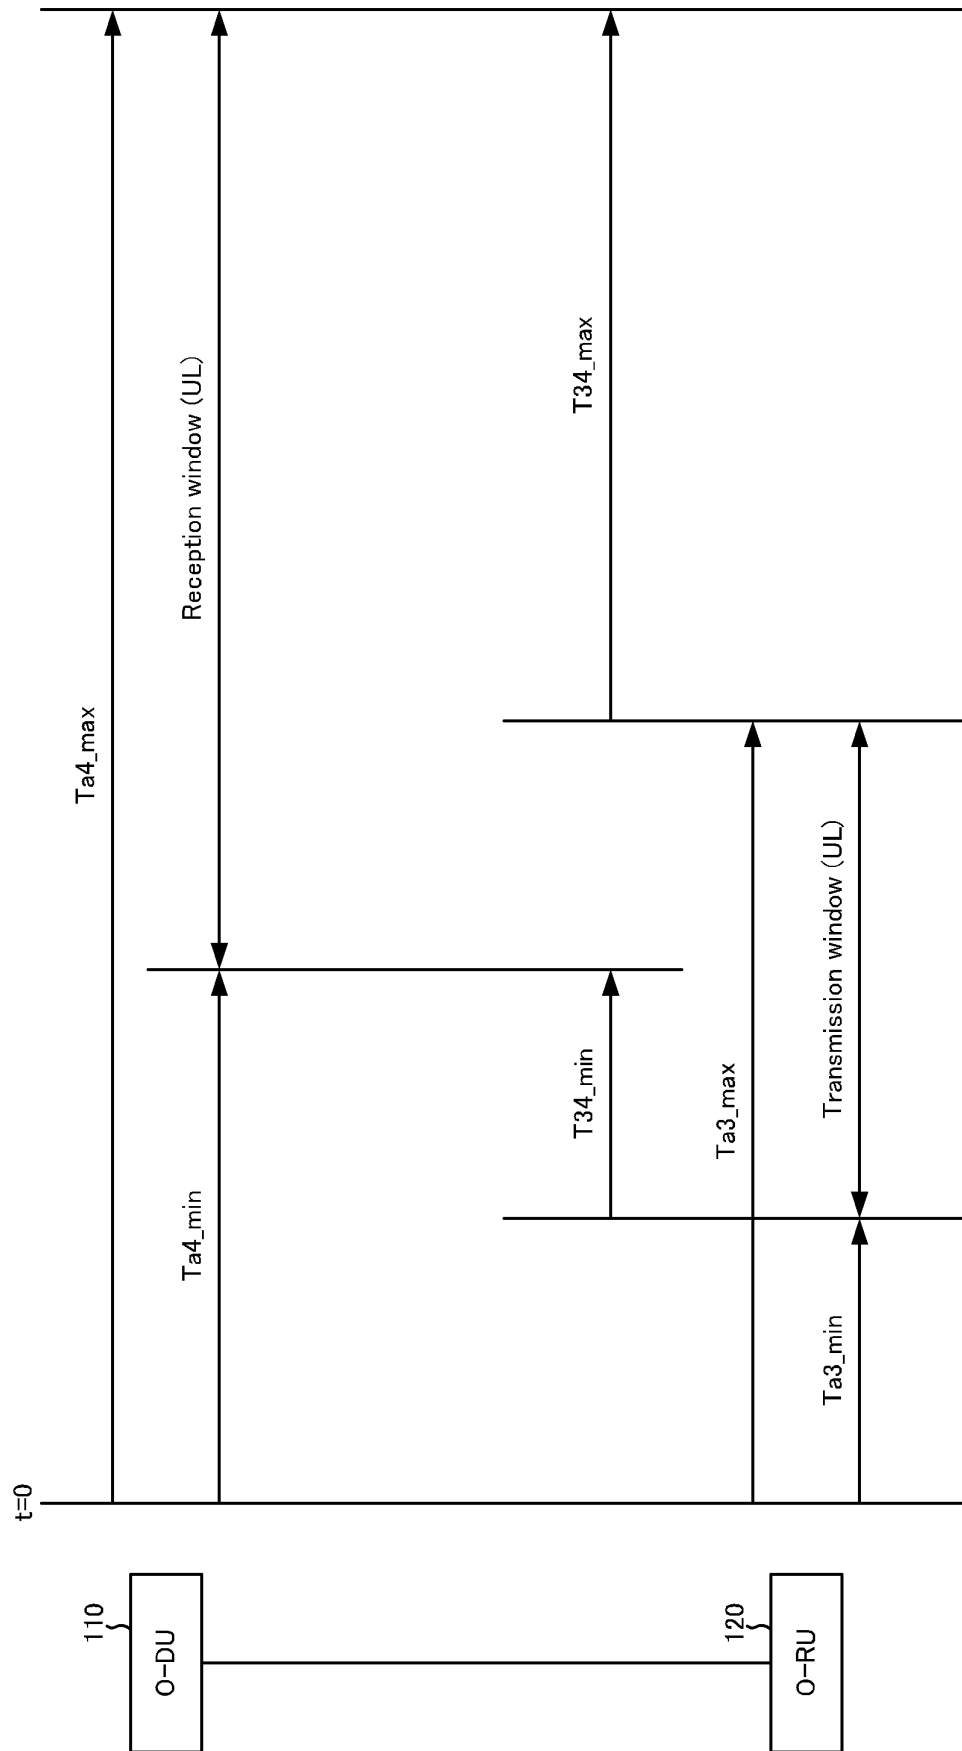 t=0
110
O-DU
Ta4_max
Ta4_min
Reception window (UL)
T34_min
T34_max
120
O-RU
Ta3_max
Ta3_min
Transmission window (UL)